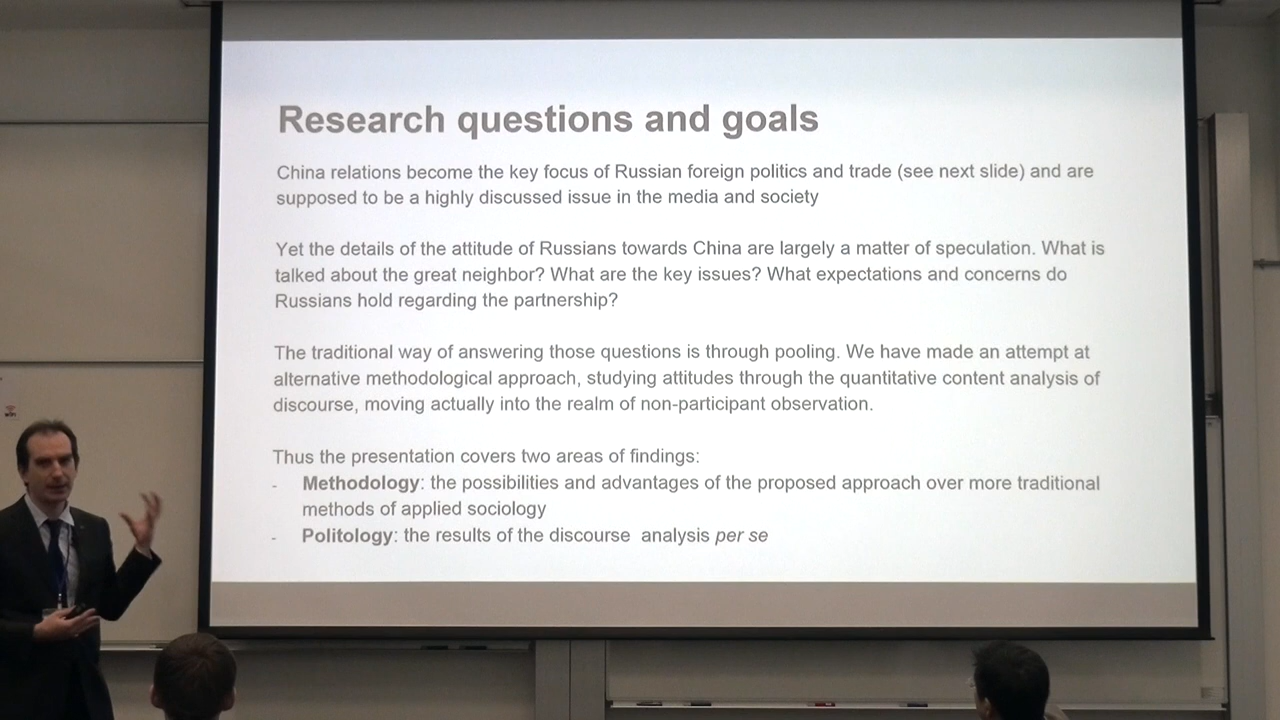 Research questions and goals
China relations become the key focus of Russian foreign politics and trade (see next slide) and are
supposed to be a highly discussed issue in the media and society
Yet the details of the attitude of Russians towards China are largely a matter of speculation. What is
talked about the great neighbor? What are the key issues? What expectations and concerns do
Russians hold regarding the partnership?
The traditional way of answering those questions is through pooling. We have made an attempt at
alternative methodological approach, studying attitudes through the quantitative content analysis of
discourse, moving actually into the realm of non-participant observation.
Thus the presentation covers two areas of findings:
- Methodology: the possibilities and advantages of the proposed approach over more traditional
methods of applied sociology
- Politology: the results of the discourse analysis per se